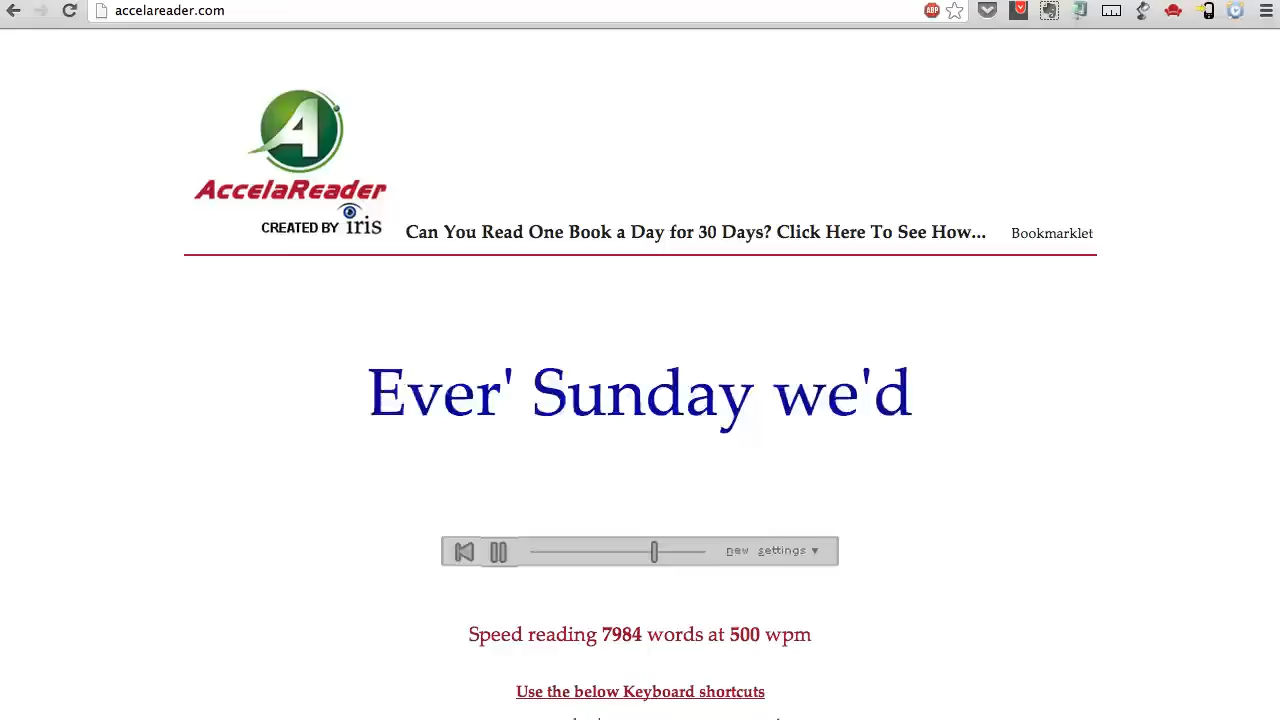 accelareader.com
ABP
A
AccelaReader
CREATED BY iris
Can You Read One Book a Day for 30 Days? Click Here To See How... Bookmarklet
Ever' Sunday we'd
new settings ▼
Speed reading 7984 words at 500 wpm
Use the below Keyboard shortcuts